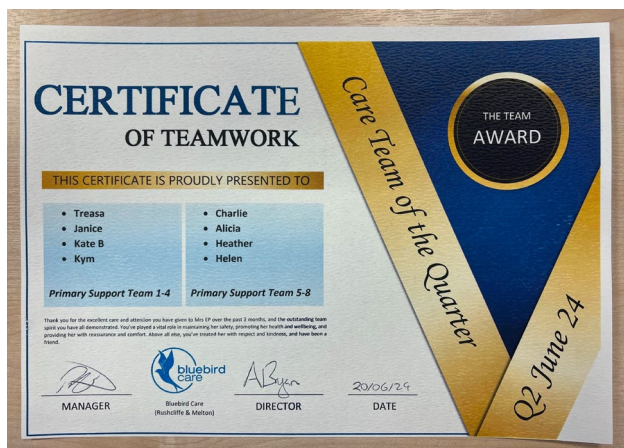 CERTIFICATE
OF TEAMWORK
THIS CERTIFICATE IS PROUDLY PRESENTED TO
• Treasa
• Janice
• Kate B
• Kym
Primary Support Team 1-4
• Charlie
• Alicia
• Heather
• Helen
Primary Support Team 5-8
Thank you for the excellent care and attention you have given to Mrs EP over the past 3 months, and the outstanding team
spirit you have all demonstrated. You've played a vital role in maintaining her safety, promoting her health and wellbeing, and
providing her with reassurance and comfort. Above all else, you've treated her with respect and kindness, and have been a
friend.
MANAGER
bluebird
care
Bluebird Care
(Rushcliffe & Melton)
ABryan
DIRECTOR
20/06/24
DATE
Care Team of the Quarter
THE TEAM
AWARD
Q2 June 24